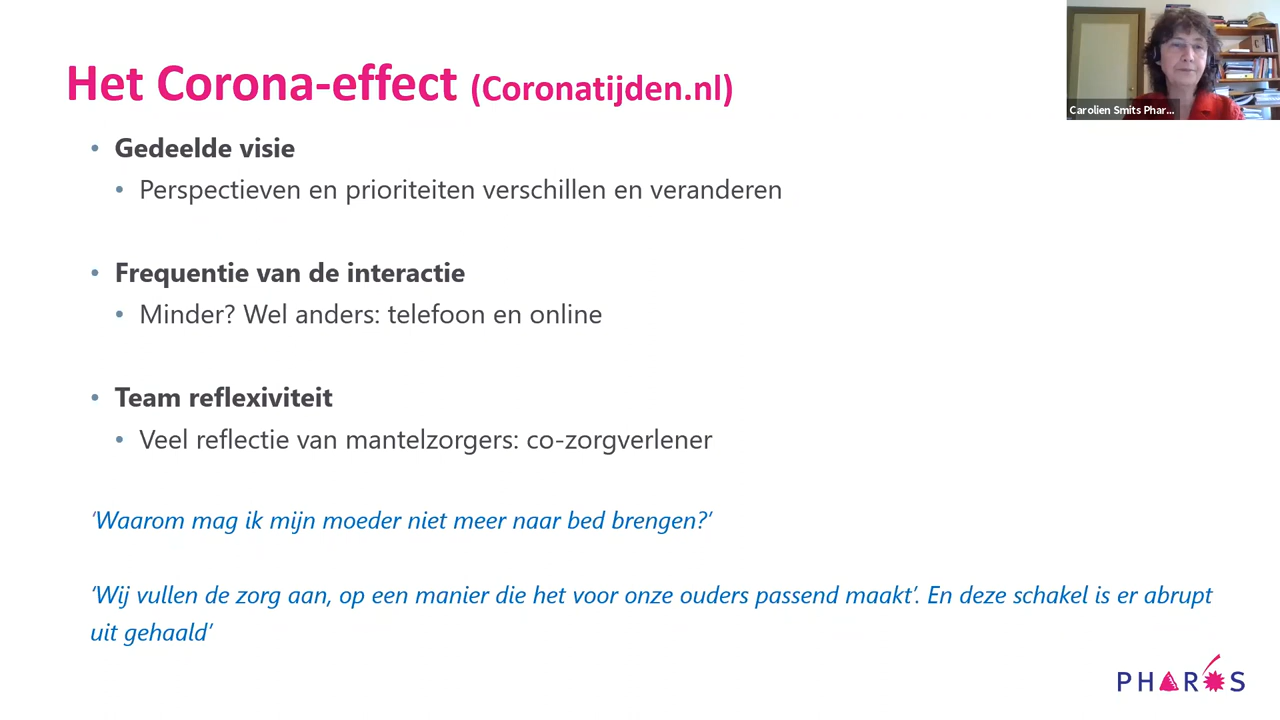 Het Corona-effect (Coronatijden.nl)
Carolien Smits Phar...
• Gedeelde visie
• Perspectieven en prioriteiten verschillen en veranderen
• Frequentie van de interactie
• Minder? Wel anders: telefoon en online
• Team reflexiviteit
• Veel reflectie van mantelzorgers: co-zorgverlener
‘Waarom mag ik mijn moeder niet meer naar bed brengen?’
‘Wij vullen de zorg aan, op een manier die het voor onze ouders passend maakt’. En deze schakel is er abrupt
uit gehaald’
PHAROS